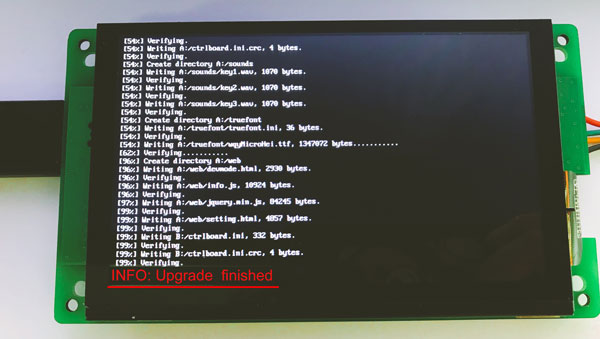 [54%] Verifying.
[54%] Writing A:/ctrlboard.ini.crc, 4 bytes.
[54%] Verifying.
[54%] Create directory A:/sounds
[54%] Writing A:/sounds/key1.wav, 1070 bytes.
[54%] Verifying.
[54%] Writing A:/sounds/key2.wav, 1070 bytes.
[54%] Verifying.
[54%] Writing A:/sounds/key3.wav, 1070 bytes.
[54%] Verifying.
[54%] Create directory A:/truefont
[54%] Writing A:/truefont/truefont.ini, 36 bytes.
[54%] Verifying.
[54%] Writing A:/truefont/wqyMicroHei.ttf, 1347072 bytes...........
[62%] Verifying...........
[96%] Create directory A:/web
[96%] Writing A:/web/devmode.html, 2930 bytes.
[96%] Verifying.
[96%] Writing A:/web/info.js, 10924 bytes.
[96%] Verifying.
[97%] Writing A:/web/jquery.min.js, 84245 bytes.
[99%] Verifying.
[99%] Writing A:/web/setting.html, 4857 bytes.
[99%] Verifying.
[99%] Writing B:/ctrlboard.ini, 332 bytes.
[99%] Verifying.
[99%] Writing B:/ctrlboard.ini.crc, 4 bytes.
[99%] Verifying.
INFO: Upgrade finished